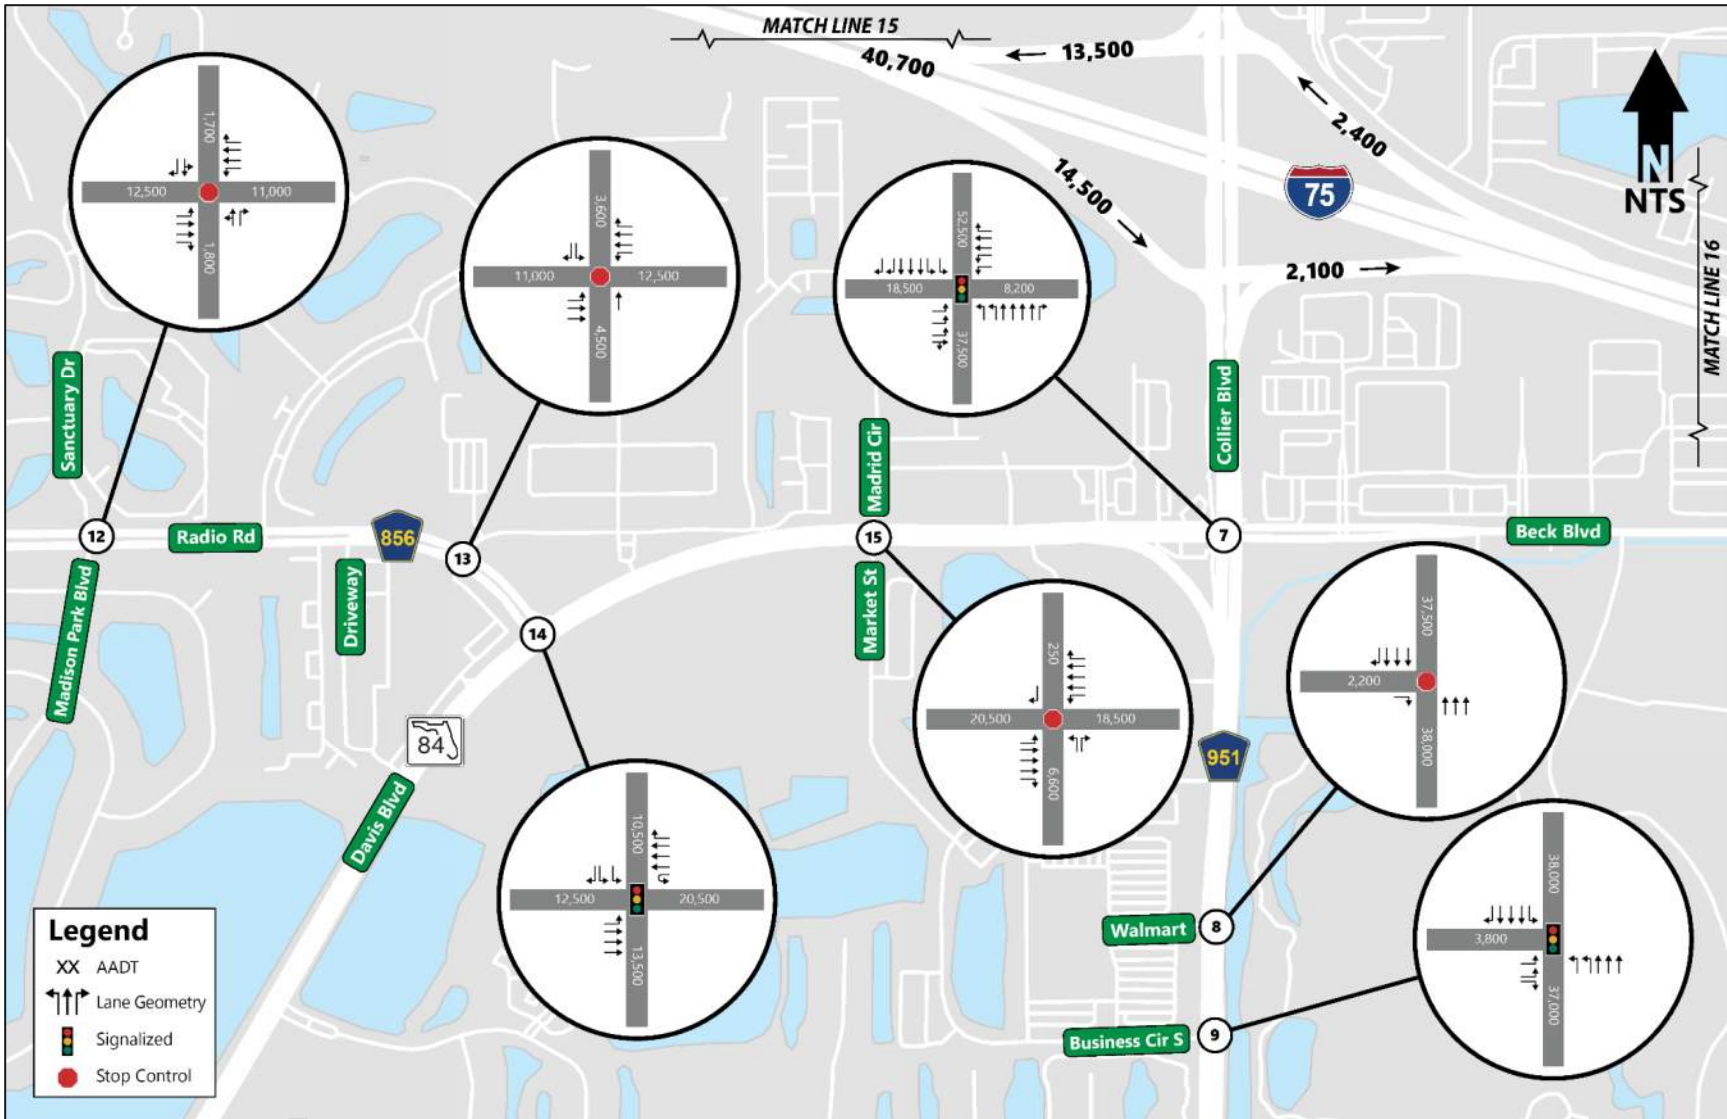 MATCH LINE 15
40,700
13,500
2,400
14,500
2,100
75
N
NTS
MATCH LINE 16
1,700
12,500
11,000
1,800
3,600
11,000
12,500
4,500
52,500
18,500
8,200
37,500
Sanctuary Dr
Madrid Cir
Collier Blvd
12
Radio Rd
856
13
15
7
Beck Blvd
Madison Park Blvd
Driveway
14
Market St
37,500
2,200
38,000
250
20,500
18,500
6,600
84
951
Davis Blvd
10,500
12,500
20,500
13,500
Walmart
8
38,000
3,800
37,000
Business Cir S
9
Legend
XX AADT
Lane Geometry
Signalized
Stop Control